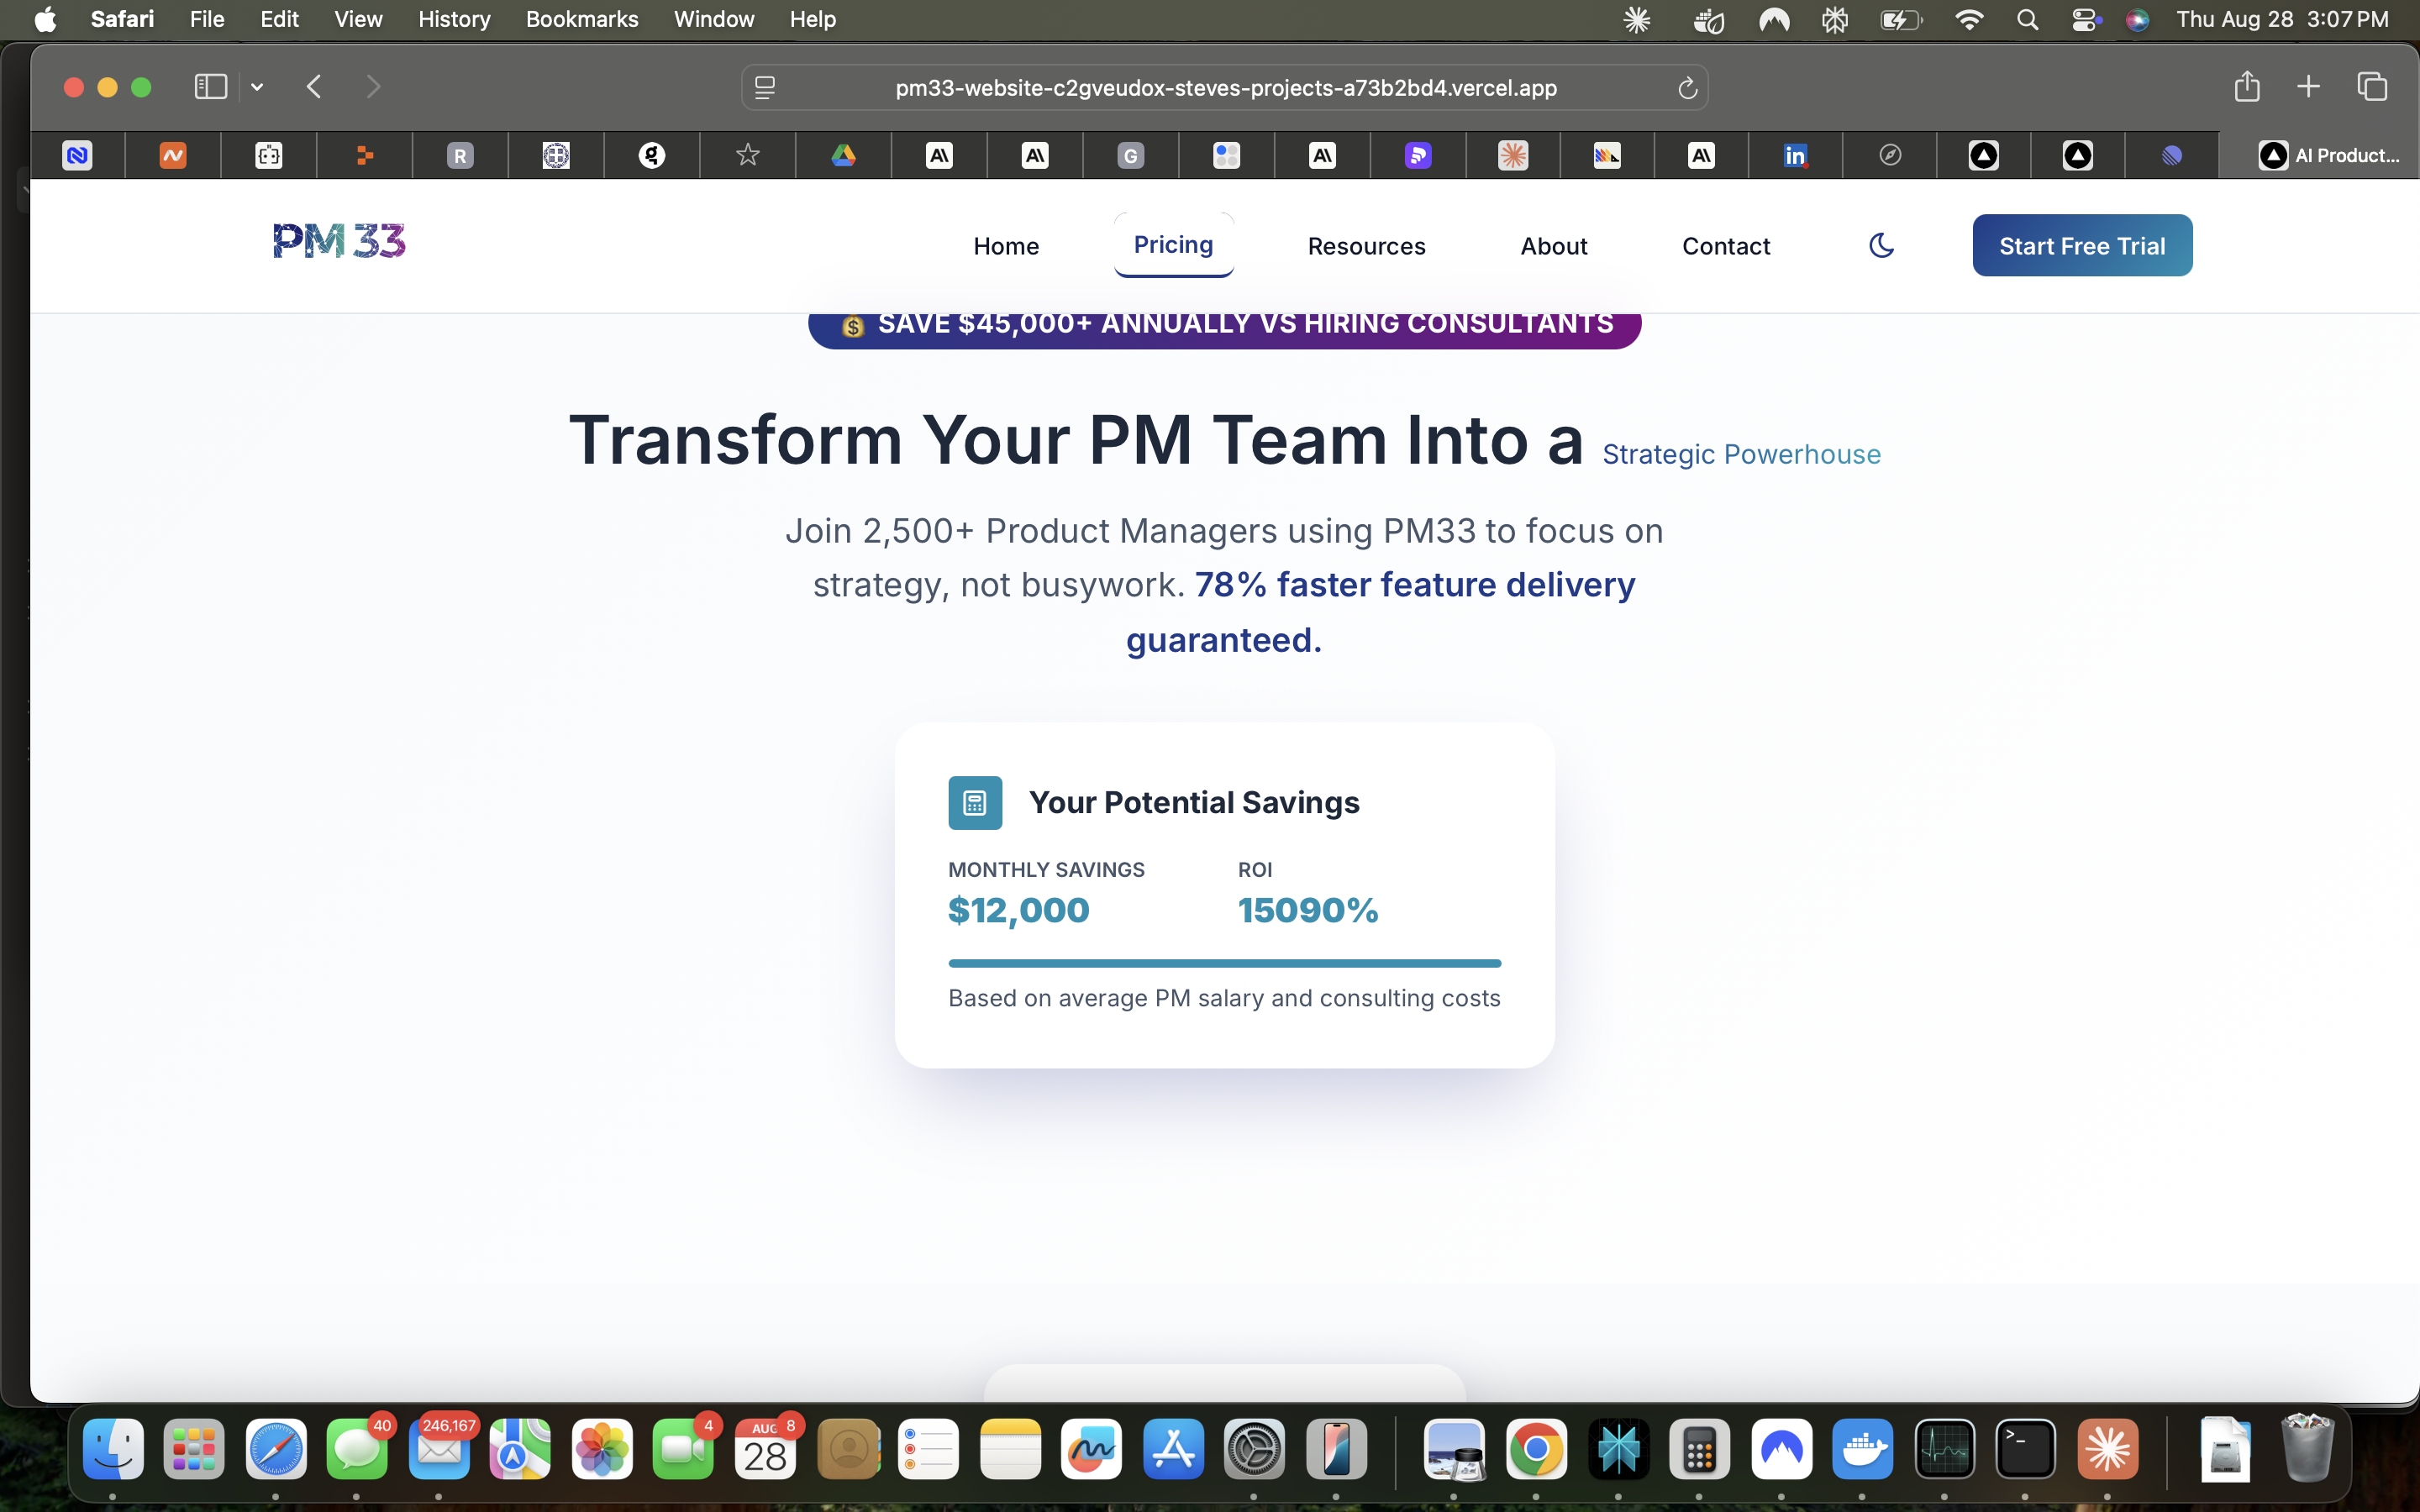 Safari File Edit View History Bookmarks Window Help Thu Aug 28 3:07 PM
pm33-website-c2gveudox-steves-projects-a73b2bd4.vercel.app
R G in AI Product...
PM 33 Home Pricing Resources About Contact Start Free Trial
💰 SAVE $45,000+ ANNUALLY VS HIRING CONSULTANTS
Transform Your PM Team Into a Strategic Powerhouse
Join 2,500+ Product Managers using PM33 to focus on
strategy, not busywork. 78% faster feature delivery
guaranteed.
Your Potential Savings
MONTHLY SAVINGS ROI
$12,000 15090%
Based on average PM salary and consulting costs
40 246,167 4 AUG 8
28